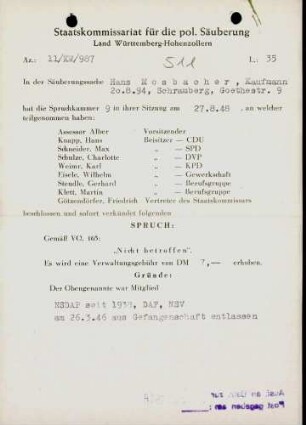 Staatskommissariat für die pol. Säuberung
Land Württemberg-Hohenzollern
Az.: 11/XV/987 511 L: 35
In der Säuberungssache Hans Mosbacher, Kaufmann
20.8.94, Schramberg, Goethestr. 9
hat die Spruchkammer 9 in ihrer Sitzung am 27.8.48, an welcher
teilgenommen haben:
Assessor Alber Vorsitzender
Knapp, Hans Beisitzer – CDU
Schneider, Max – SPD
Schulze, Charlotte – DVP
Weimer, Karl – KPD
Eisele, Wilhelm – Gewerkschaft
Stendle, Gerhard – Berufsgruppe
Klett, Martin – Berufsgruppe
Götzendörfer, Friedrich Vertreter des Staatskommissars
beschlossen und sofort verkündet folgenden
SPRUCH:
Gemäß VO. 165:
„Nicht betroffen".
Es wird eine Verwaltungsgebühr von DM 7,— erhoben.
Gründe:
Der Obengenannte war Mitglied
NSDAP seit 1939, DAF, NSV
am 26.3.46 aus Gefangenschaft entlassen